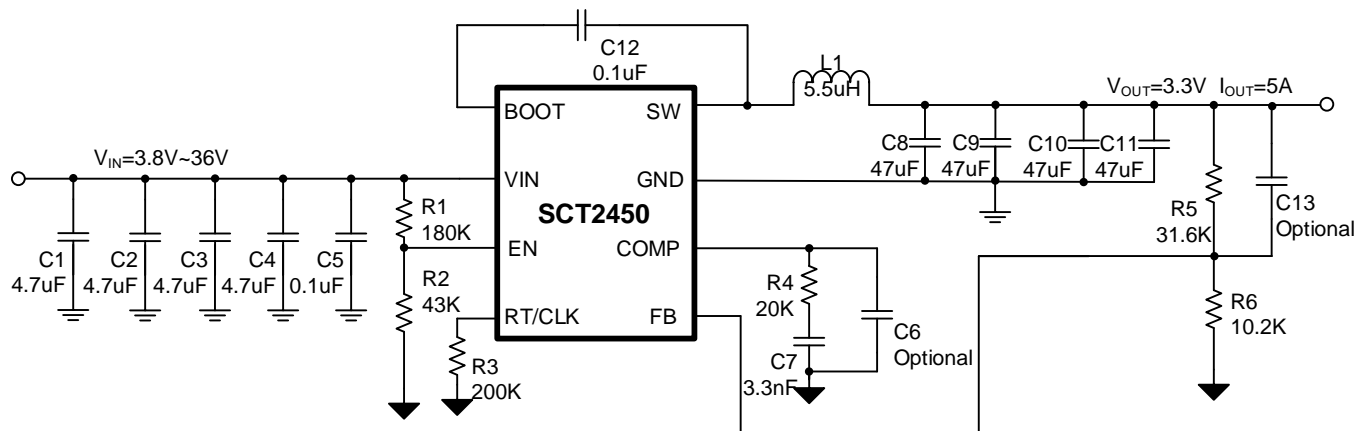 C12
0.1uF
L1
5.5uH
BOOT
SW
VOUT=3.3V IOUT=5A
VIN=3.8V~36V
C8
47uF
C9
47uF
C10
47uF
C11
47uF
VIN
GND
SCT2450
R1
180K
EN
COMP
R5
31.6K
C13
Optional
C1
4.7uF
C2
4.7uF
C3
4.7uF
C4
4.7uF
C5
0.1uF
R2
43K
R4
20K
RT/CLK
FB
C6
Optional
R6
10.2K
R3
200K
C7
3.3nF